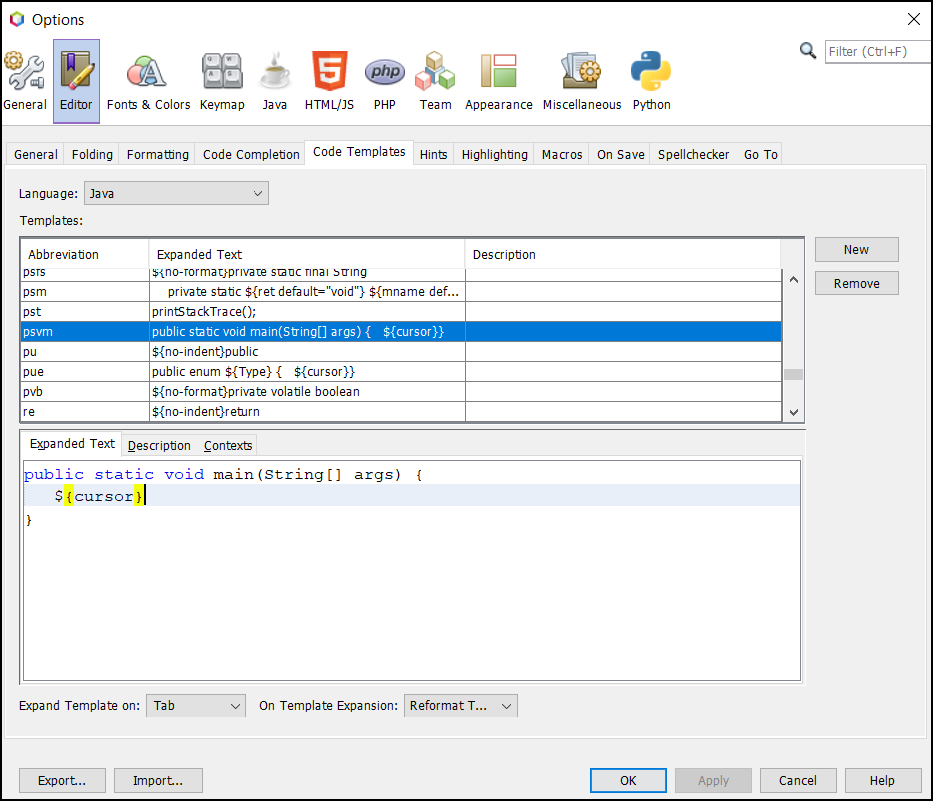 Options
Filter (Ctrl+F)
General Editor Fonts & Colors Keymap Java HTML/JS PHP Team Appearance Miscellaneous Python
General Folding Formatting Code Completion Code Templates Hints Highlighting Macros On Save Spellchecker Go To
Language: Java
Templates:
Abbreviation Expanded Text Description
psfs ${no-format}private static final String
psm private static ${ret default="void"} ${mname def...
pst printStackTrace();
psvm public static void main(String[] args) { ${cursor}}
pu ${no-indent}public
pue public enum ${Type} { ${cursor}}
pvb ${no-format}private volatile boolean
re ${no-indent}return
New
Remove
Expanded Text Description Contexts
public static void main(String[] args) {
${cursor}
}
Expand Template on: Tab On Template Expansion: Reformat T...
Export... Import... OK Apply Cancel Help